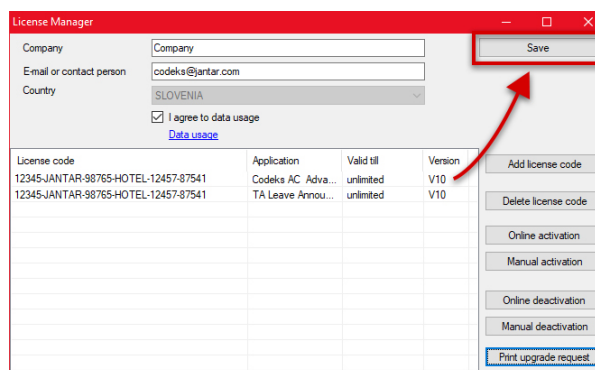 License Manager
Company Company Save
E-mail or contact person codeks@jantar.com
Country SLOVENIA
I agree to data usage
Data usage
License code Application Valid till Version Add license code
12345-JANTAR-98765-HOTEL-12457-87541 Codeks AC Adva... unlimited V10
12345-JANTAR-98765-HOTEL-12457-87541 TA Leave Annou... unlimited V10
Delete license code
Online activation
Manual activation
Online deactivation
Manual deactivation
Print upgrade request